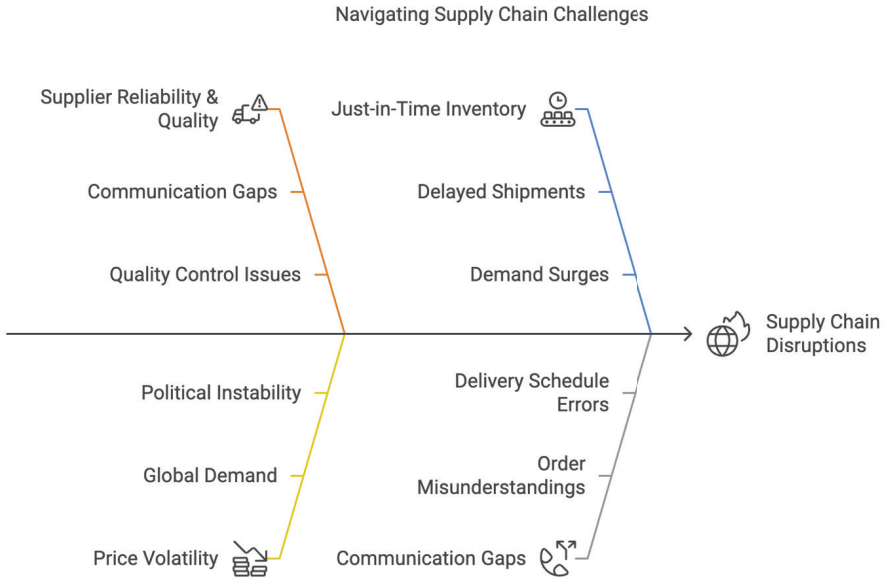 Navigating Supply Chain Challenges
Supplier Reliability &
Quality
Just-in-Time Inventory
Communication Gaps
Delayed Shipments
Quality Control Issues
Demand Surges
Supply Chain
Disruptions
Political Instability
Delivery Schedule
Errors
Global Demand
Order
Misunderstandings
Price Volatility
Communication Gaps